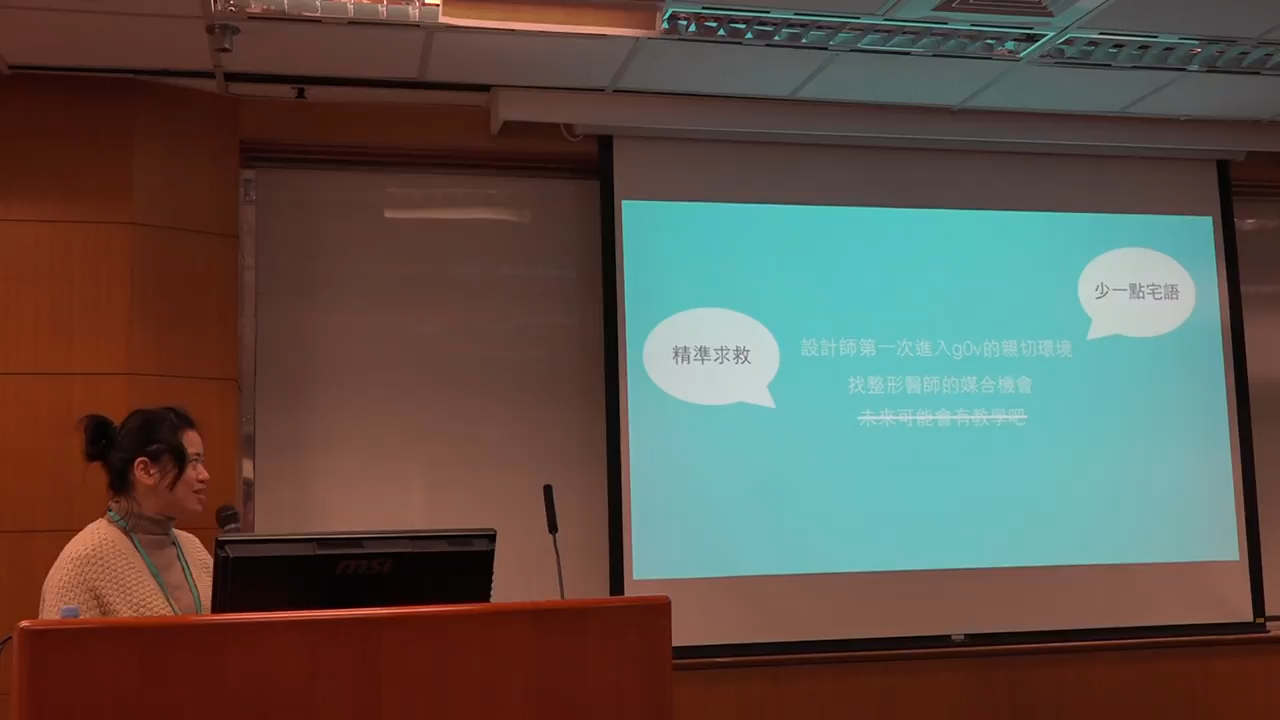 少一點宅語
精準求救
設計師第一次進入g0v的親切環境
找整形醫師的媒合機會
未來可能會有教學吧
msi